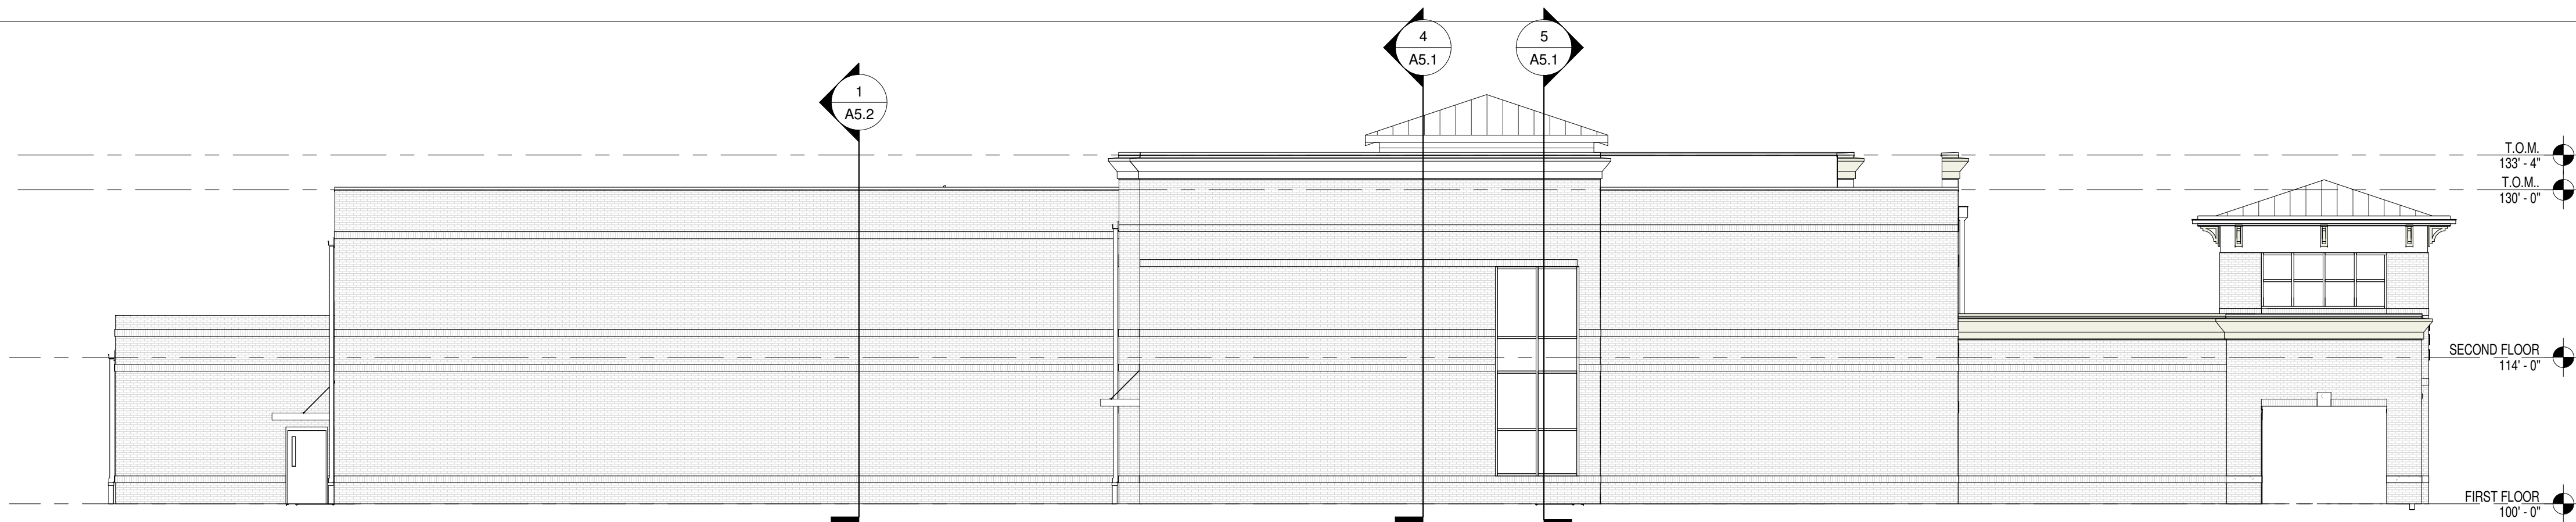 4
A5.1
5
A5.1
1
A5.2
T.O.M.
133' - 4"
T.O.M..
130' - 0"
SECOND FLOOR
114' - 0"
FIRST FLOOR
100' - 0"